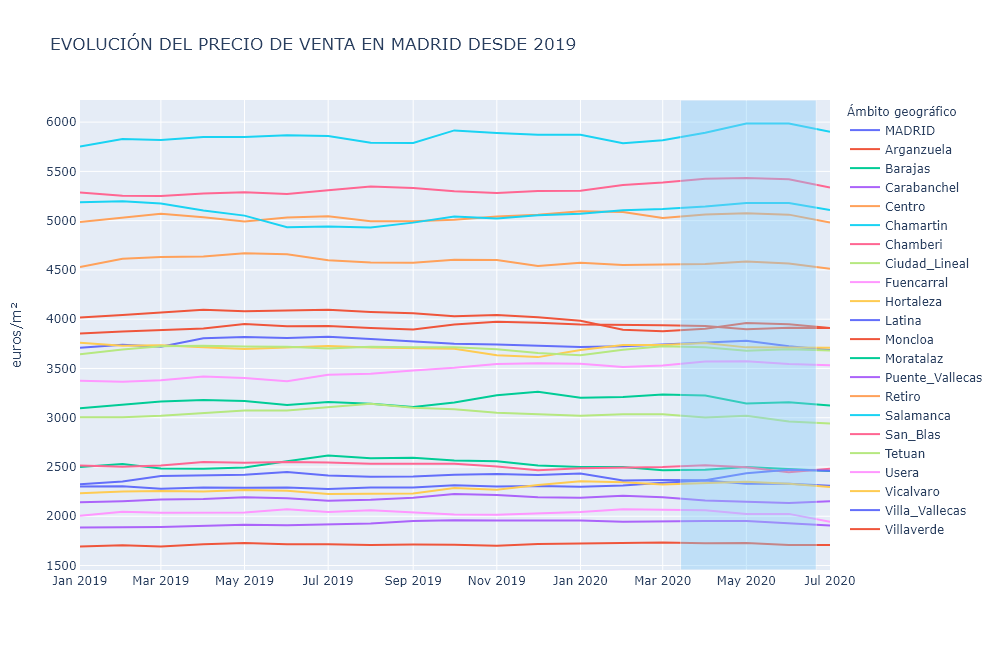 EVOLUCIÓN DEL PRECIO DE VENTA EN MADRID DESDE 2019
euros/m²
6000
5500
5000
4500
4000
3500
3000
2500
2000
1500
Jan 2019
Mar 2019
May 2019
Jul 2019
Sep 2019
Nov 2019
Jan 2020
Mar 2020
May 2020
Jul 2020
Ámbito geográfico
MADRID
Arganzuela
Barajas
Carabanchel
Centro
Chamartin
Chamberi
Ciudad_Lineal
Fuencarral
Hortaleza
Latina
Moncloa
Moratalaz
Puente_Vallecas
Retiro
Salamanca
San_Blas
Tetuan
Usera
Vicalvaro
Villa_Vallecas
Villaverde